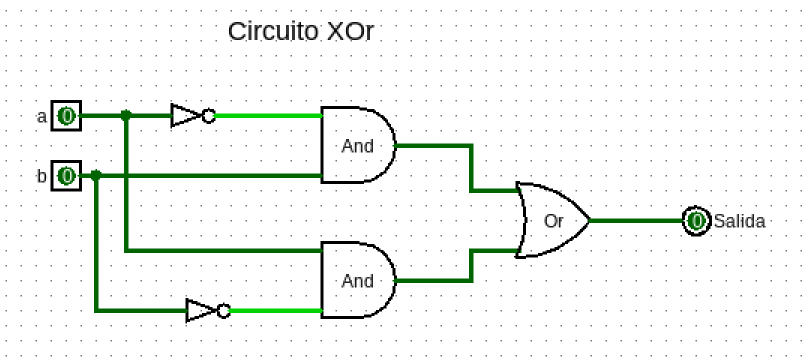 Circuito XOr
a 0
And
b 0
Or
0 Salida
And